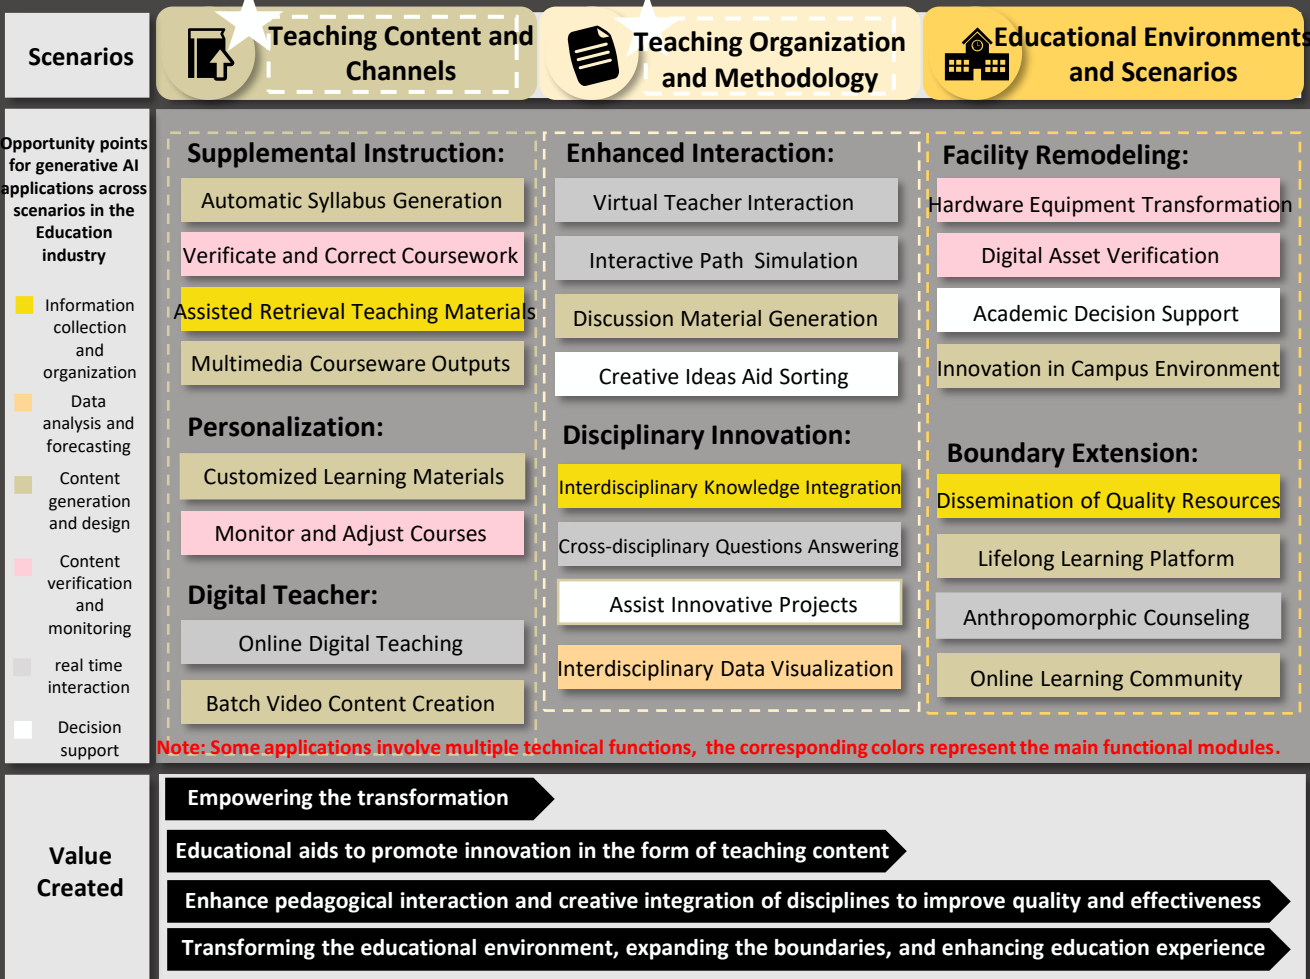 Scenarios
Teaching Content and
Channels
Teaching Organization
and Methodology
Educational Environments
and Scenarios
Opportunity points
for generative AI
applications across
scenarios in the
Education
industry
Information
collection
and
organization
Data
analysis and
forecasting
Content
generation
and design
Content
verification
and
monitoring
real time
interaction
Decision
support
Supplemental Instruction:
Automatic Syllabus Generation
Verificate and Correct Coursework
Assisted Retrieval Teaching Materials
Multimedia Courseware Outputs
Personalization:
Customized Learning Materials
Monitor and Adjust Courses
Digital Teacher:
Online Digital Teaching
Batch Video Content Creation
Enhanced Interaction:
Virtual Teacher Interaction
Interactive Path Simulation
Discussion Material Generation
Creative Ideas Aid Sorting
Disciplinary Innovation:
Interdisciplinary Knowledge Integration
Cross-disciplinary Questions Answering
Assist Innovative Projects
Interdisciplinary Data Visualization
Facility Remodeling:
Hardware Equipment Transformation
Digital Asset Verification
Academic Decision Support
Innovation in Campus Environment
Boundary Extension:
Dissemination of Quality Resources
Lifelong Learning Platform
Anthropomorphic Counseling
Online Learning Community
Note: Some applications involve multiple technical functions, the corresponding colors represent the main functional modules.
Value
Created
Empowering the transformation
Educational aids to promote innovation in the form of teaching content
Enhance pedagogical interaction and creative integration of disciplines to improve quality and effectiveness
Transforming the educational environment, expanding the boundaries, and enhancing education experience